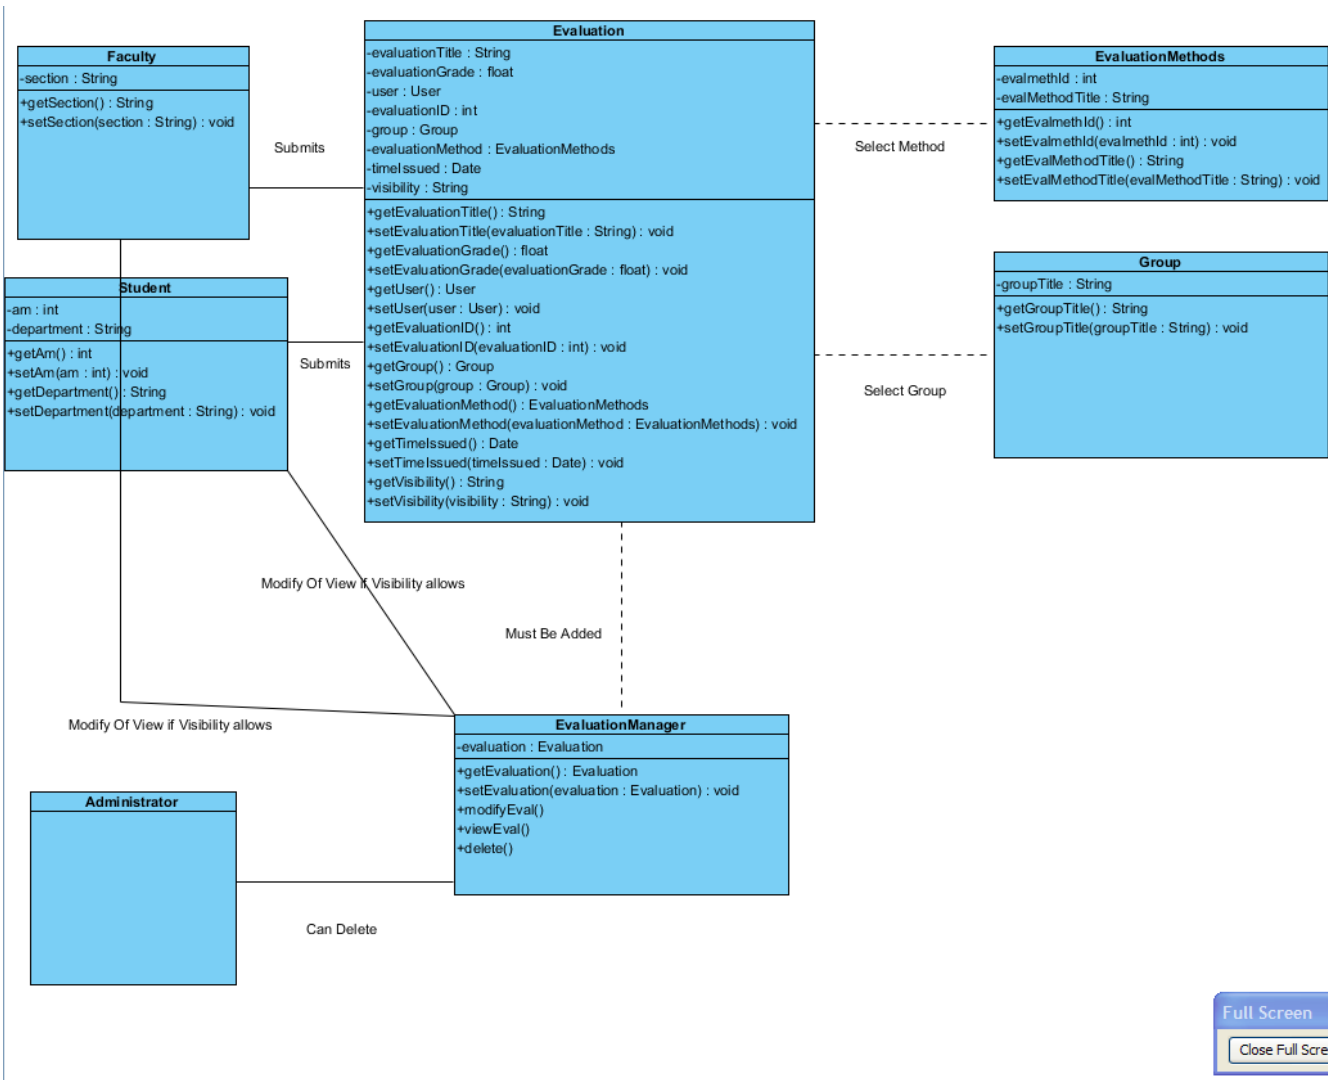 Faculty
-section : String
+getSection() : String
+setSection(section : String) : void
Submits
Evaluation
-evaluationTitle : String
-evaluationGrade : float
-user : User
-evaluationID : int
-group : Group
-evaluationMethod : EvaluationMethods
-timeIssued : Date
-visibility : String
+getEvaluationTitle() : String
+setEvaluationTitle(evaluationTitle : String) : void
+getEvaluationGrade() : float
+setEvaluationGrade(evaluationGrade : float) : void
+getUser() : User
+setUser(user : User) : void
+getEvaluationID() : int
+setEvaluationID(evaluationID : int) : void
+getGroup() : Group
+setGroup(group : Group) : void
+getEvaluationMethod() : EvaluationMethods
+setEvaluationMethod(evaluationMethod : EvaluationMethods) : void
+getTimeIssued() : Date
+setTimeIssued(timeIssued : Date) : void
+getVisibility() : String
+setVisibility(visibility : String) : void
Select Method
EvaluationMethods
-evalmethId : int
-evalMethodTitle : String
+getEvalmethId() : int
+setEvalmethId(evalmethId : int) : void
+getEvalMethodTitle() : String
+setEvalMethodTitle(evalMethodTitle : String) : void
Student
-am : int
-department : String
+getAm() : int
+setAm(am : int) : void
+getDepartment() : String
+setDepartment(department : String) : void
Submits
Group
-groupTitle : String
+getGroupTitle() : String
+setGroupTitle(groupTitle : String) : void
Select Group
Modify Of View If Visibility allows
Must Be Added
Modify Of View if Visibility allows
EvaluationManager
-evaluation : Evaluation
+getEvaluation() : Evaluation
+setEvaluation(evaluation : Evaluation) : void
+modifyEval()
+viewEval()
+delete()
Administrator
Can Delete
Full Screen
Close Full Scre